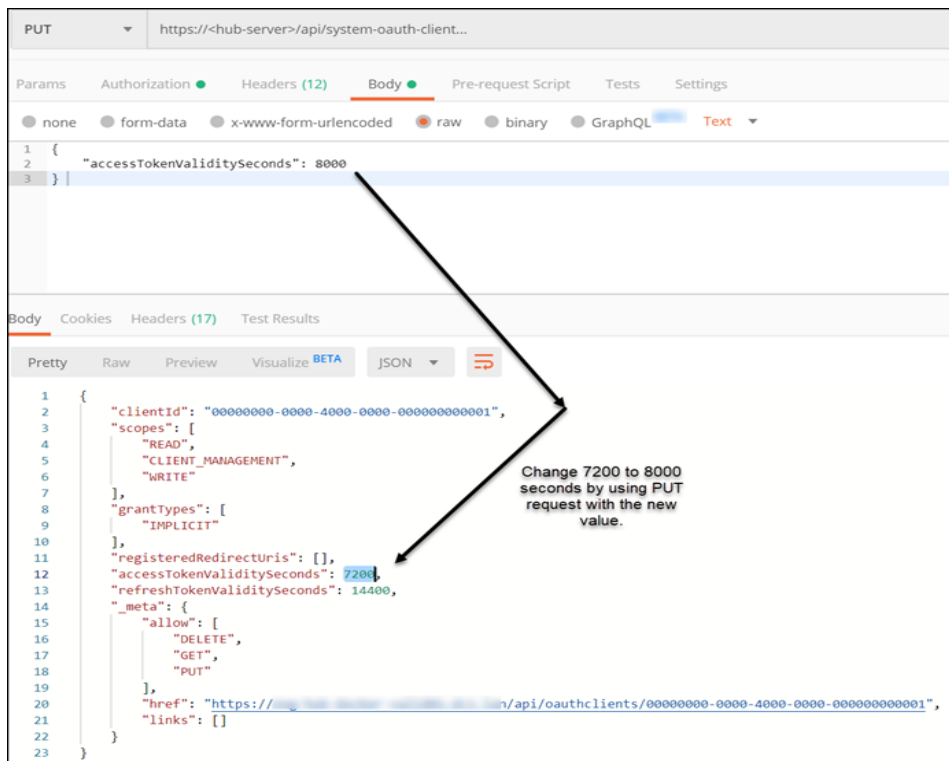 PUT https://<hub-server>/api/system-oauth-client...
Params Authorization Headers (12) Body Pre-request Script Tests Settings
none form-data x-www-form-urlencoded raw binary GraphQL Text
1 {
2 "accessTokenValiditySeconds": 8000
3 }
Body Cookies Headers (17) Test Results
Pretty Raw Preview Visualize BETA JSON
1 {
2 "clientId": "00000000-0000-4000-0000-000000000001",
3 "scopes": [
4 "READ",
5 "CLIENT_MANAGEMENT",
6 "WRITE"
7 ],
8 "grantTypes": [
9 "IMPLICIT"
10 ],
11 "registeredRedirectUris": [],
12 "accessTokenValiditySeconds": 7200,
13 "refreshTokenValiditySeconds": 14400,
14 "_meta": {
15 "allow": [
16 "DELETE",
17 "GET",
18 "PUT"
19 ],
20 "href": "https:// n/api/oauthclients/00000000-0000-4000-0000-000000000001",
21 "links": []
22 }
23 }
Change 7200 to 8000
seconds by using PUT
request with the new
value.